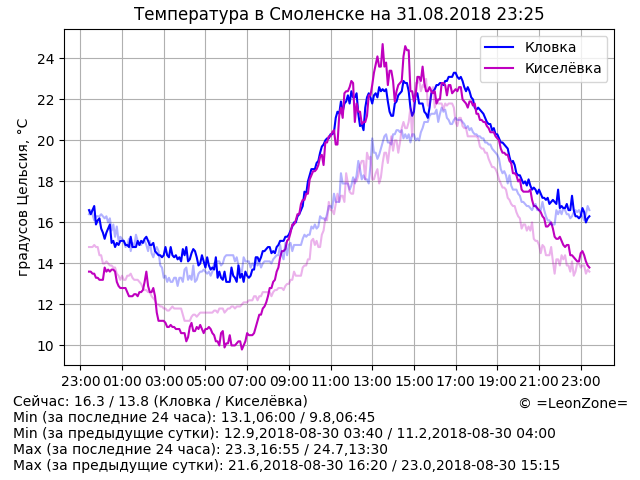 Температура в Смоленске на 31.08.2018 23:25
Кловка
Киселёвка
градусов Цельсия, °C
24
22
20
18
16
14
12
10
23:00 01:00 03:00 05:00 07:00 09:00 11:00 13:00 15:00 17:00 19:00 21:00 23:00
Сейчас: 16.3 / 13.8 (Кловка / Киселёвка)
© =LeonZone=
Min (за последние 24 часа): 13.1,06:00 / 9.8,06:45
Min (за предыдущие сутки): 12.9,2018-08-30 03:40 / 11.2,2018-08-30 04:00
Max (за последние 24 часа): 23.3,16:55 / 24.7,13:30
Max (за предыдущие сутки): 21.6,2018-08-30 16:20 / 23.0,2018-08-30 15:15